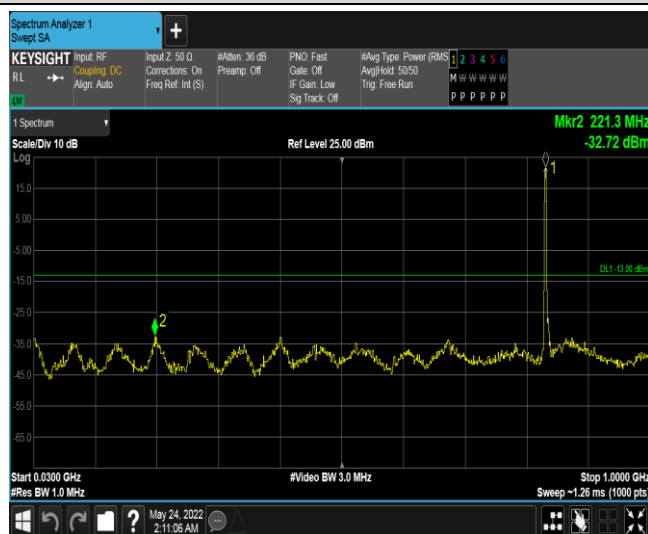 Spectrum Analyzer 1
Swept SA
+
KEYSIGHT
RL
LXI
Input: RF
Coupling: DC
Align: Auto
Input Z: 50 Ω
Corrections: On
Freq Ref: Int (S)
#Atten: 36 dB
Preamp: Off
PNO: Fast
Gate: Off
IF Gain: Low
Sig Track: Off
#Avg Type: Power (RMS
Avg|Hold: 50/50
Trig: Free Run
1 2 3 4 5 6
M W W W W W
P P P P P P
1 Spectrum
Mkr2 221.3 MHz
-32.72 dBm
Scale/Div 10 dB
Ref Level 25.00 dBm
Log
1
15.0
5.00
-5.00
DL1 -13.00 dBm
-15.0
-25.0
2
-35.0
-45.0
-55.0
-65.0
Start 0.0300 GHz
#Video BW 3.0 MHz
Stop 1.0000 GHz
#Res BW 1.0 MHz
Sweep ~1.26 ms (1000 pts)
?
May 24, 2022
2:11:06 AM